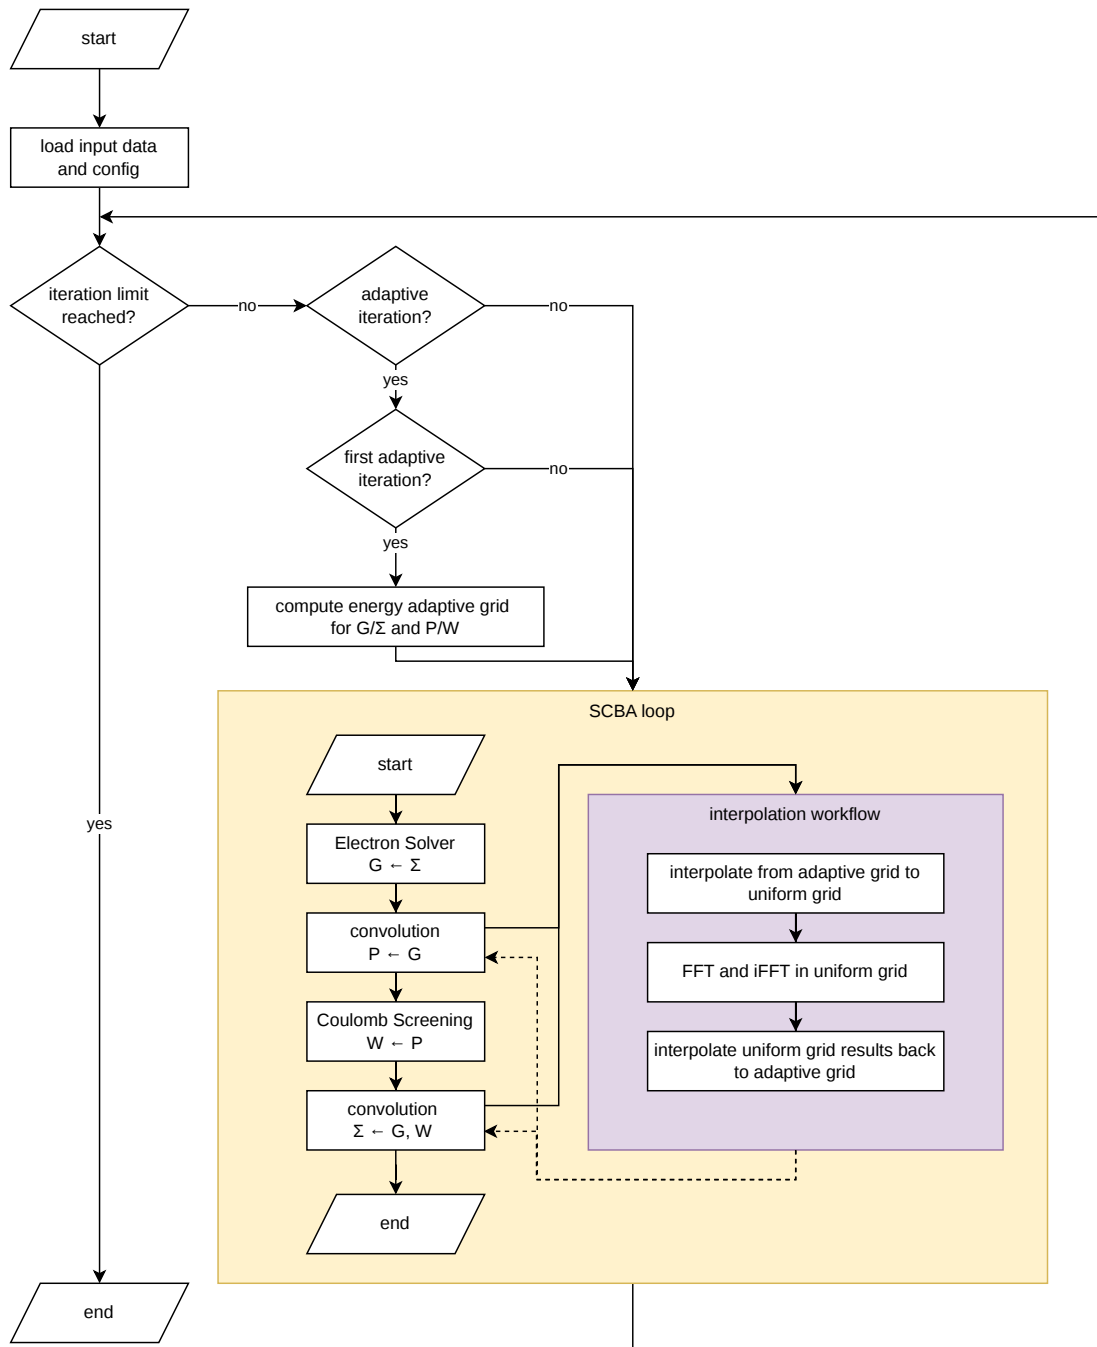 start
load input data
and config
iteration limit
reached?
no
adaptive
iteration?
no
yes
first adaptive
iteration?
no
yes
compute energy adaptive grid
for G/Σ and P/W
SCBA loop
start
Electron Solver
G ← Σ
convolution
P ← G
Coulomb Screening
W ← P
convolution
Σ ← G, W
end
interpolation workflow
interpolate from adaptive grid to
uniform grid
FFT and iFFT in uniform grid
interpolate uniform grid results back
to adaptive grid
yes
end